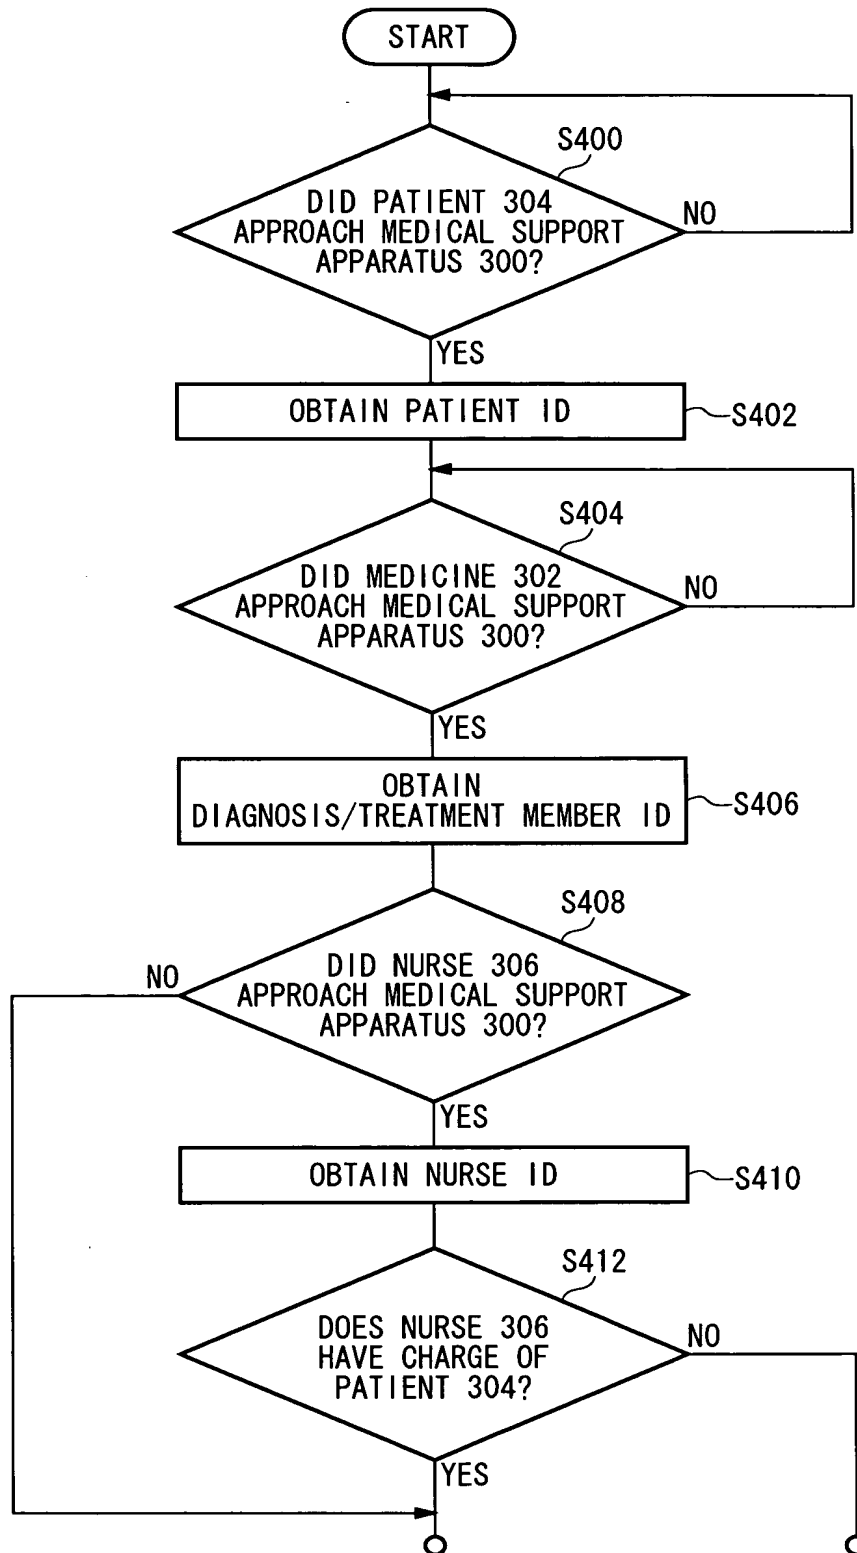 START
S400
DID PATIENT 304
APPROACH MEDICAL SUPPORT
APPARATUS 300?
NO
YES
OBTAIN PATIENT ID
S402
S404
DID MEDICINE 302
APPROACH MEDICAL SUPPORT
APPARATUS 300?
NO
YES
OBTAIN
DIAGNOSIS/TREATMENT MEMBER ID
S406
S408
NO
DID NURSE 306
APPROACH MEDICAL SUPPORT
APPARATUS 300?
YES
OBTAIN NURSE ID
S410
S412
DOES NURSE 306
HAVE CHARGE OF
PATIENT 304?
NO
YES